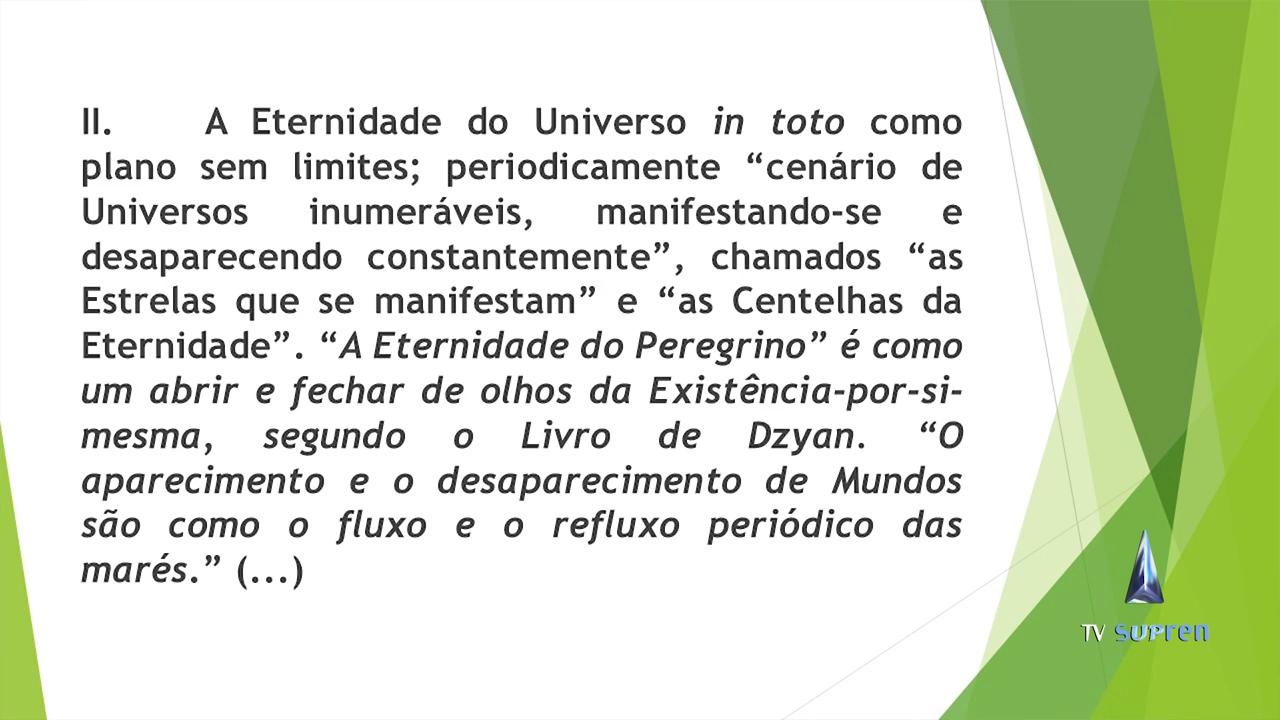 II. A Eternidade do Universo in toto como
plano sem limites; periodicamente “cenário de
Universos inumeráveis, manifestando-se e
desaparecendo constantemente”, chamados “as
Estrelas que se manifestam” e “as Centelhas da
Eternidade”. “A Eternidade do Peregrino” é como
um abrir e fechar de olhos da Existência-por-si-
mesma, segundo o Livro de Dzyan. “O
aparecimento e o desaparecimento de Mundos
são como o fluxo e o refluxo periódico das
marés.” (...)
TV SUPren